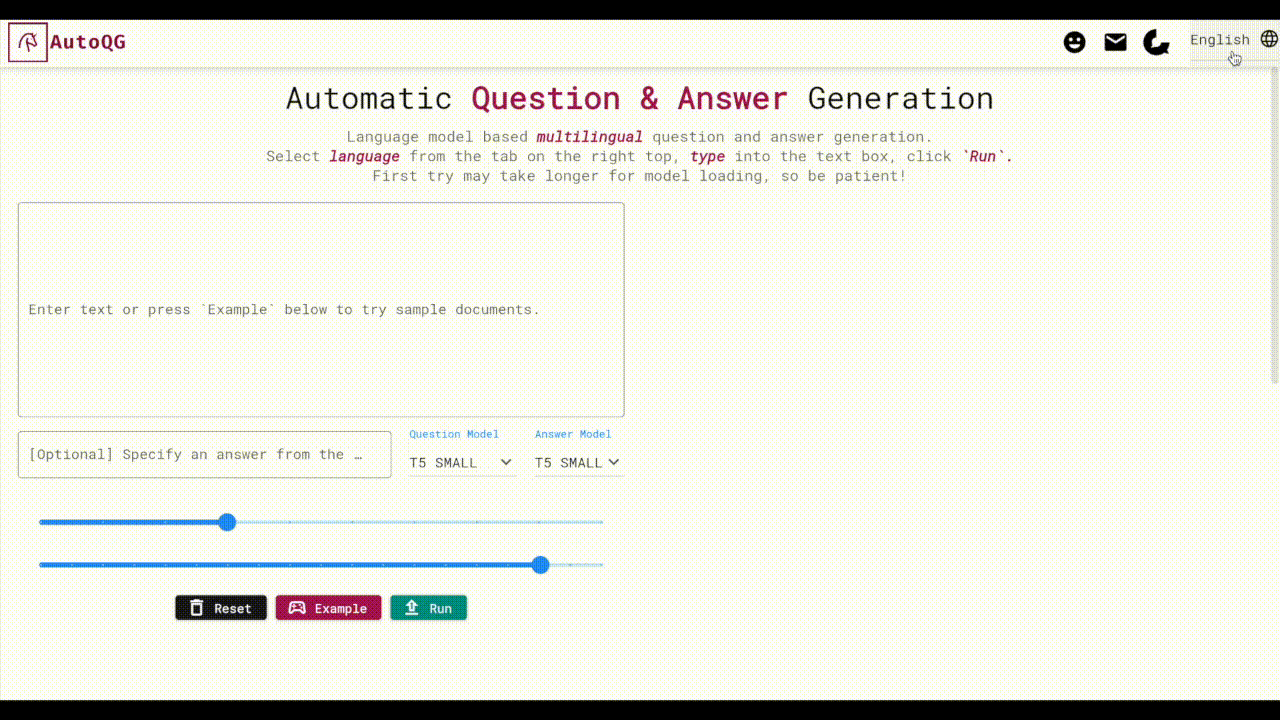 AutoQG
English
Automatic Question & Answer Generation
Language model based multilingual question and answer generation.
Select language from the tab on the right top, type into the text box, click `Run`.
First try may take longer for model loading, so be patient!
Enter text or press `Example` below to try sample documents.
[Optional] Specify an answer from the …
Question Model
T5 SMALL
Answer Model
T5 SMALL
Reset
Example
Run